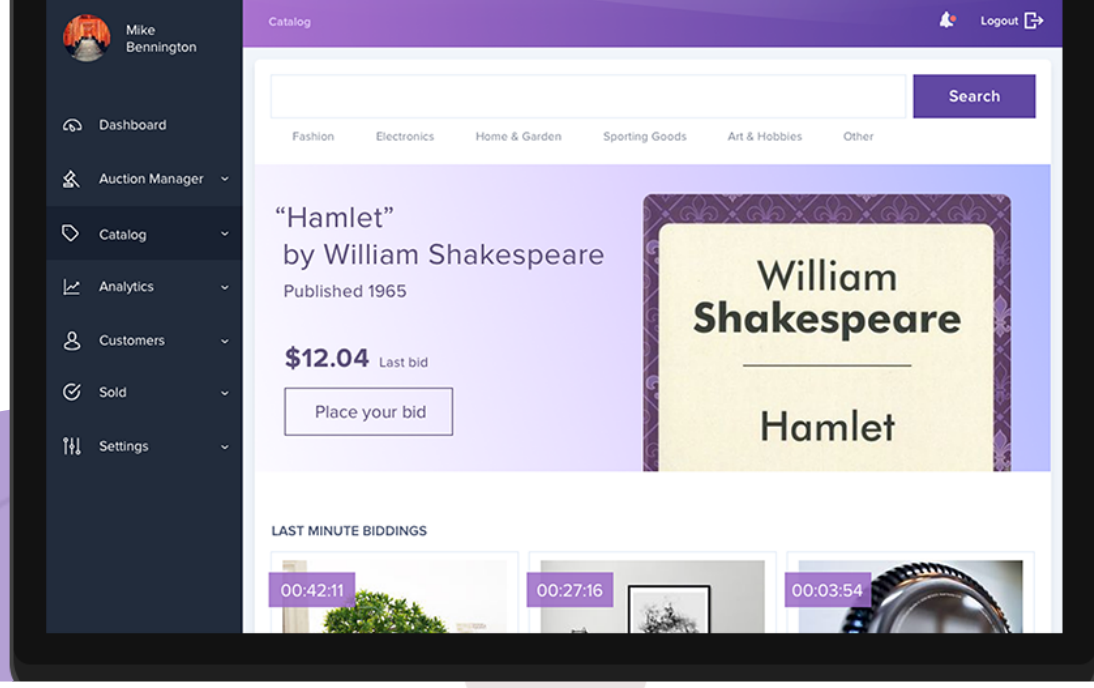 Mike
Bennington
Dashboard
Auction Manager
Catalog
Analytics
Customers
Sold
Settings
Catalog
Logout
Search
Fashion
Electronics
Home & Garden
Sporting Goods
Art & Hobbies
Other
“Hamlet”
by William Shakespeare
Published 1965
$12.04 Last bid
Place your bid
William
Shakespeare
Hamlet
LAST MINUTE BIDDINGS
00:42:11
00:27:16
00:03:54